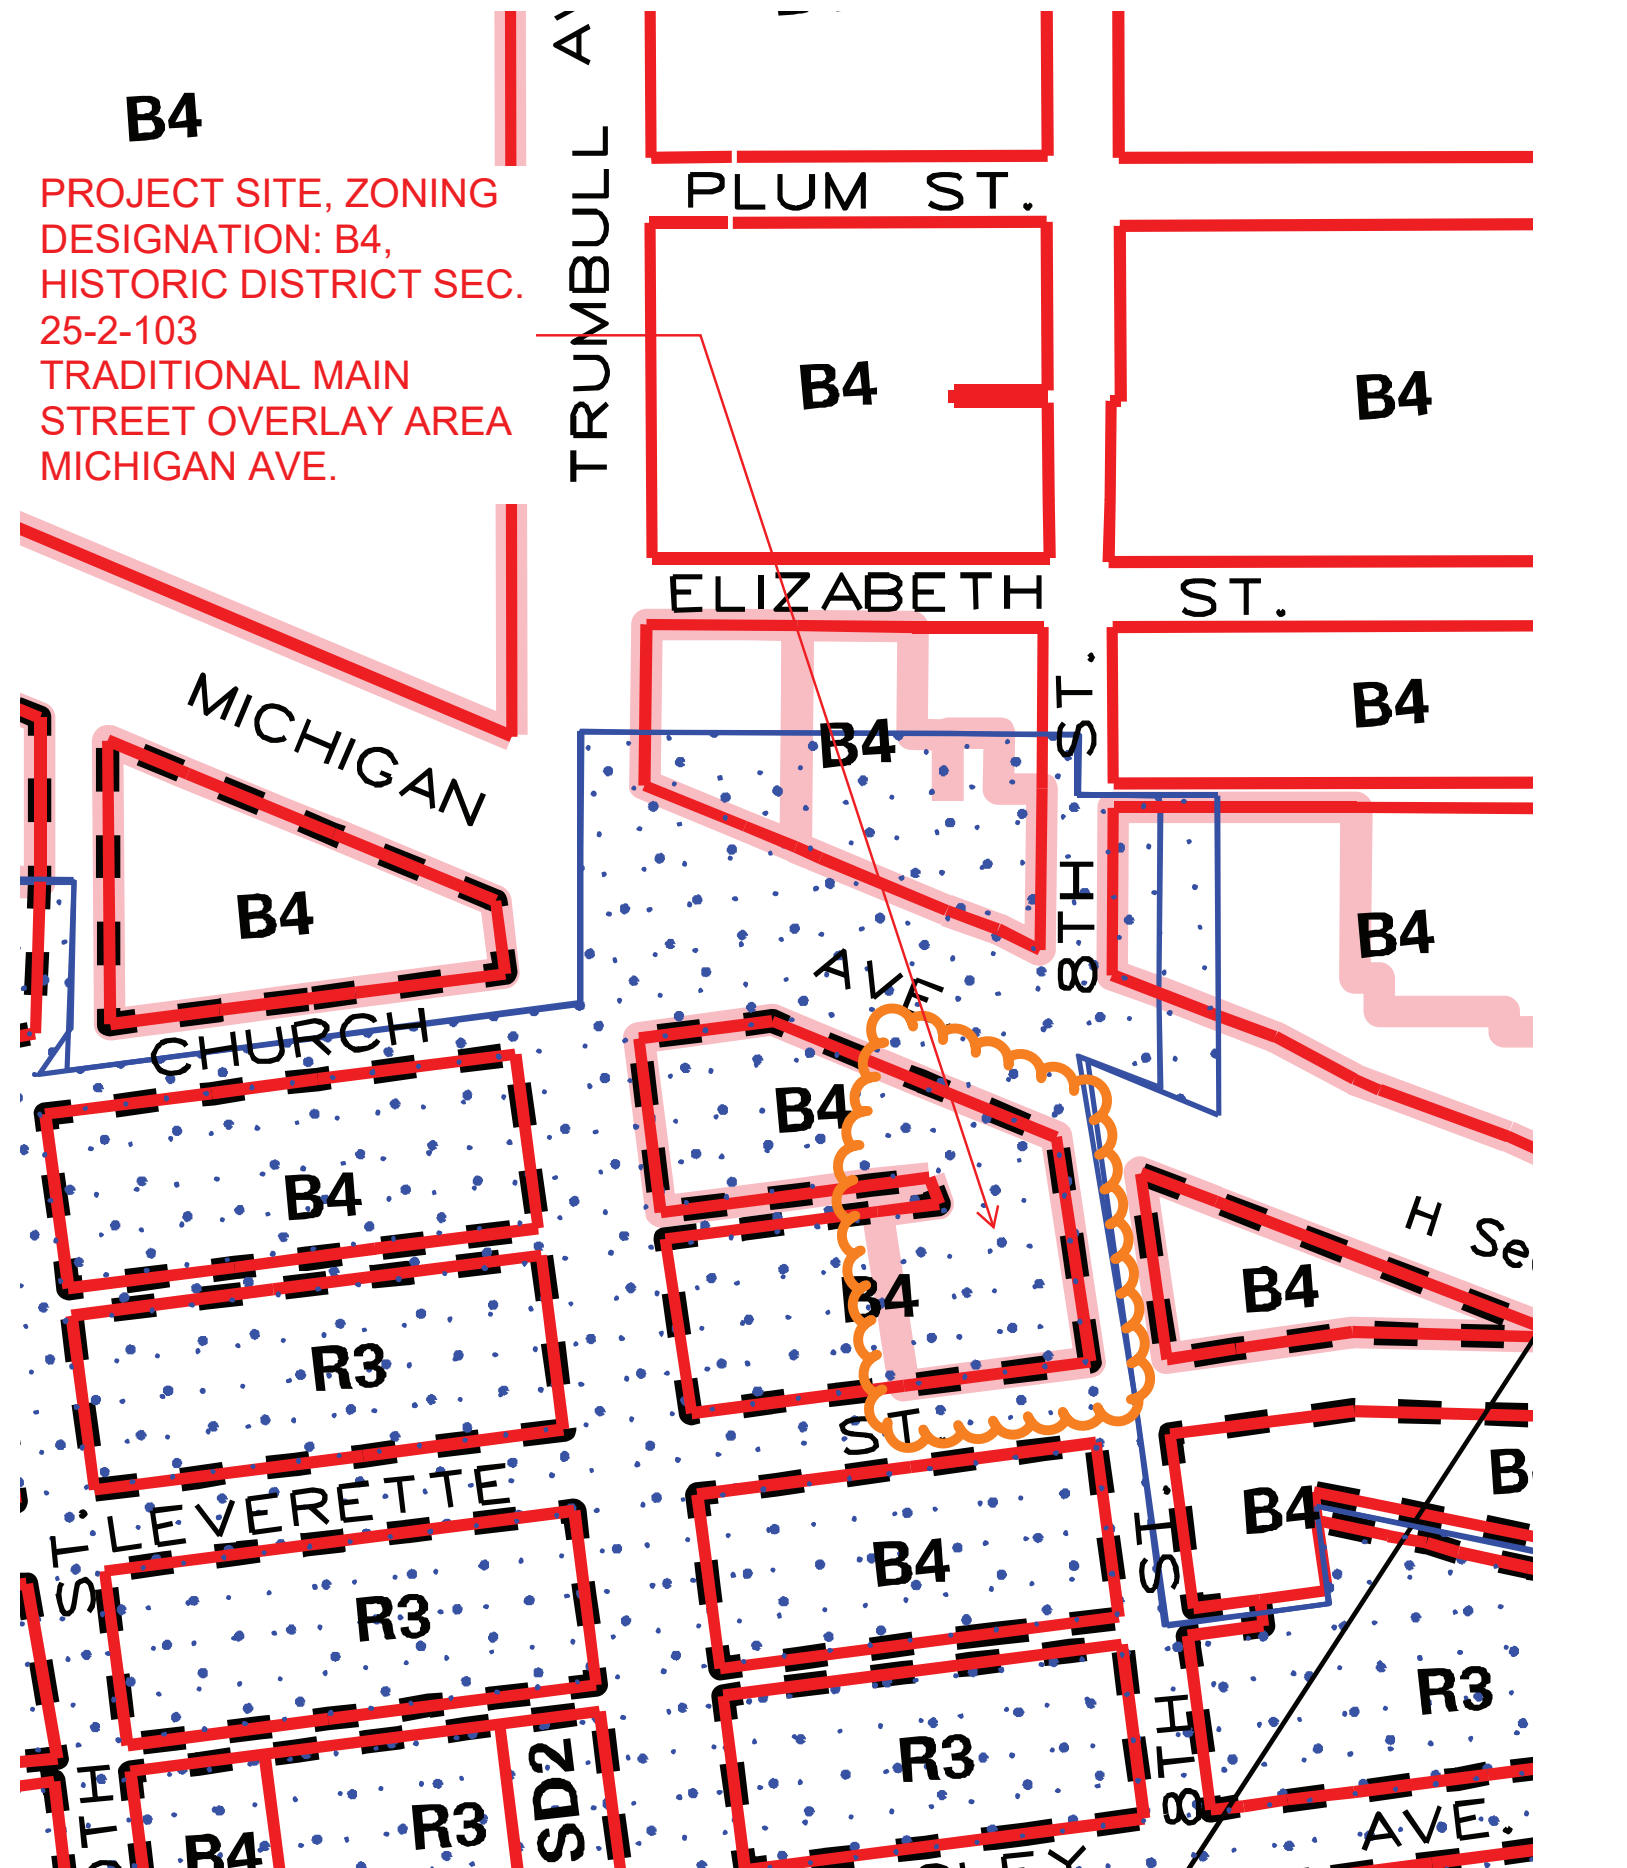 B4
PROJECT SITE, ZONING
DESIGNATION: B4,
HISTORIC DISTRICT SEC.
25-2-103
TRADITIONAL MAIN
STREET OVERLAY AREA
MICHIGAN AVE.
TRUMBULL
PLUM ST.
B4
B4
ELIZABETH ST.
MICHIGAN
B4
B4
8TH ST.
B4
B4
AVE
CHURCH
B4
B4
H
B4
B4
B4
R3
ST.
LEVERETTE
ST.
B4
B4
R3
8TH ST.
R3
R3
SD2
R3
B4
AVE.